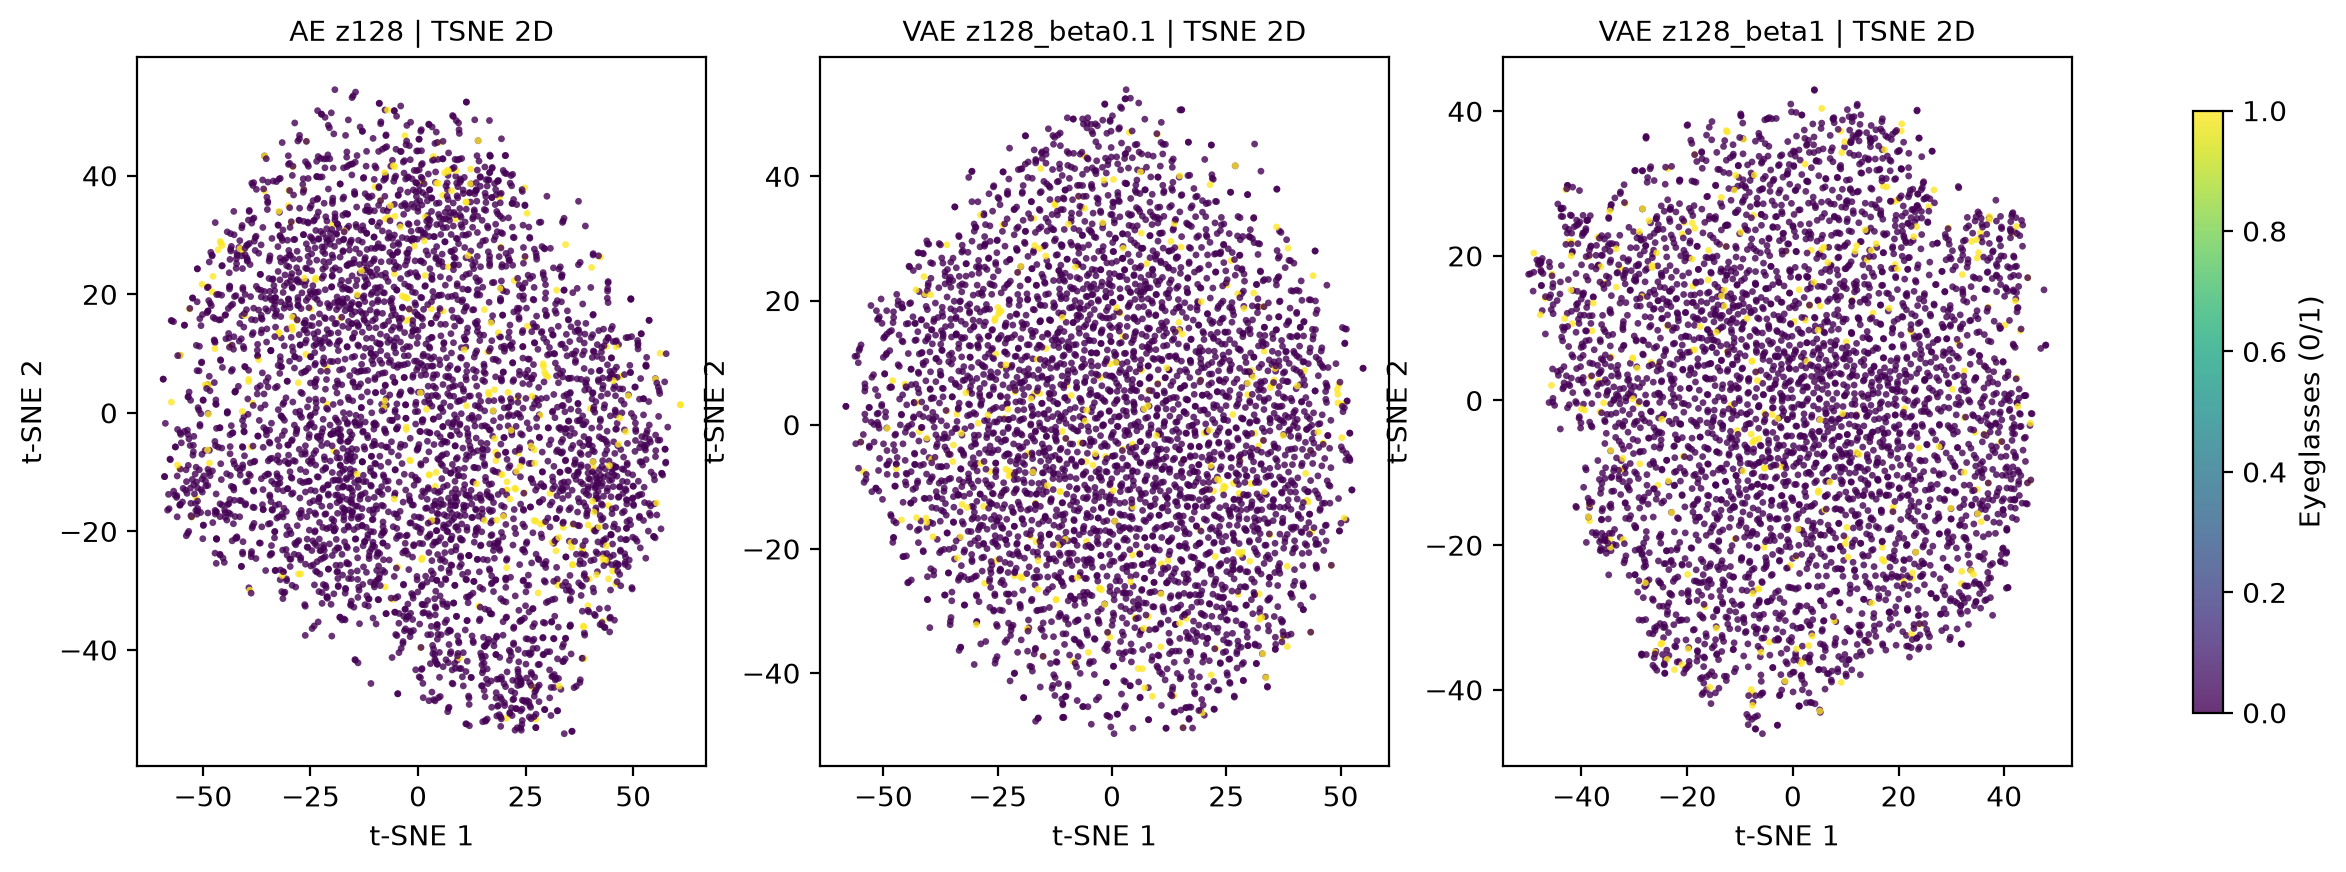 AE z128 | TSNE 2D
t-SNE 2
40
20
0
−20
−40
−50 −25 0 25 50
t-SNE 1
VAE z128_beta0.1 | TSNE 2D
t-SNE 2
40
20
0
−20
−40
−50 −25 0 25 50
t-SNE 1
VAE z128_beta1 | TSNE 2D
t-SNE 2
40
20
0
−20
−40
−40 −20 0 20 40
t-SNE 1
1.0
0.8
0.6
0.4
0.2
0.0
Eyeglasses (0/1)